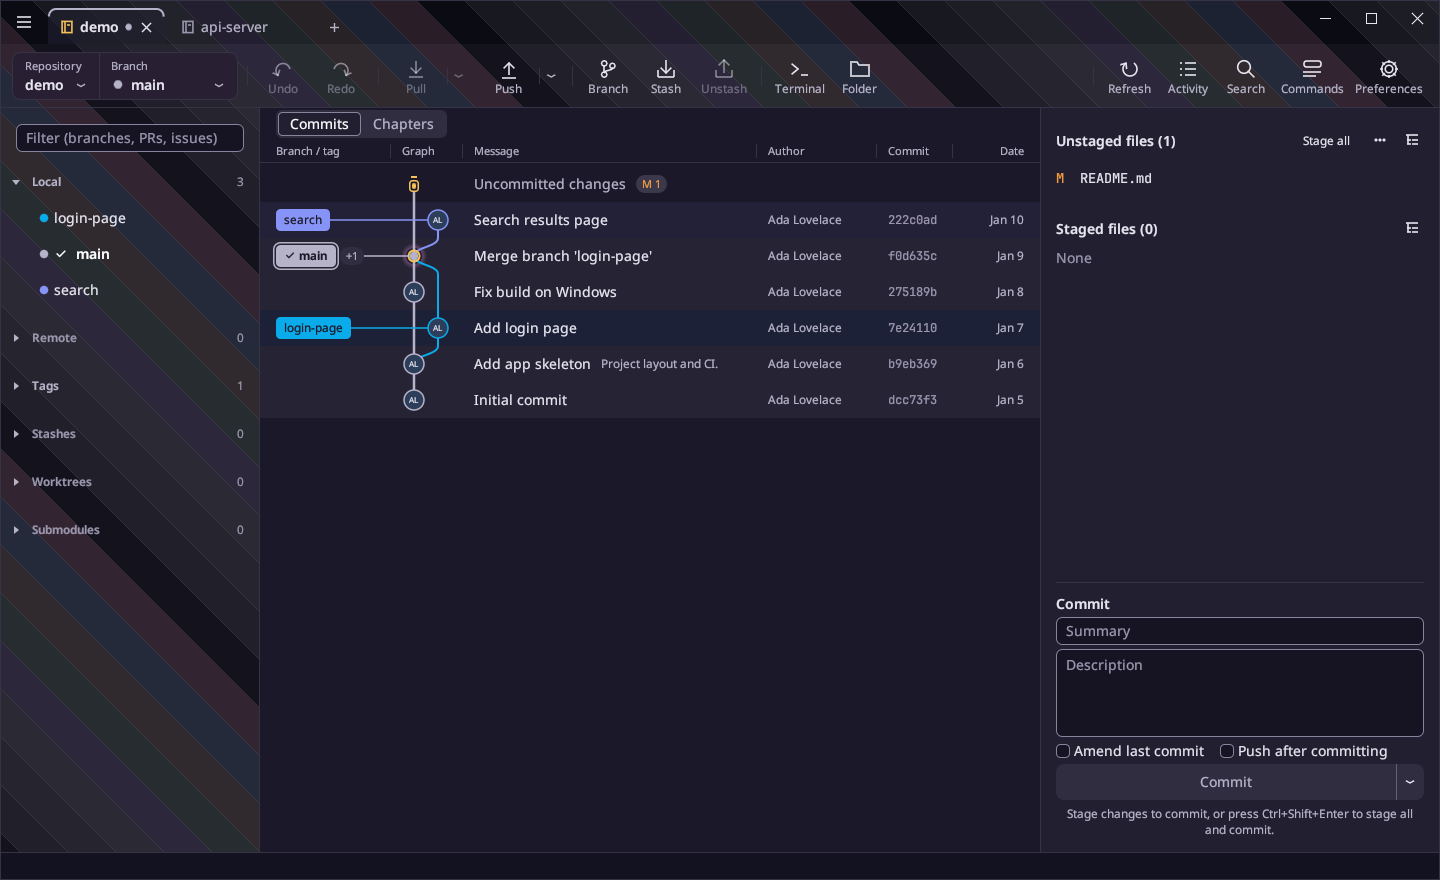 demo
api-server
Repository
demo
Branch
main
Undo
Redo
Pull
Push
Branch
Stash
Unstash
Terminal
Folder
Refresh
Activity
Search
Commands
Preferences
Filter (branches, PRs, issues)
Local 3
login-page
main
search
Remote 0
Tags 1
Stashes 0
Worktrees 0
Submodules 0
Commits Chapters
Branch / tag Graph Message Author Commit Date
Uncommitted changes M 1
search AL Search results page Ada Lovelace 222c0ad Jan 10
main +1 Merge branch 'login-page' Ada Lovelace f0d635c Jan 9
AL Fix build on Windows Ada Lovelace 275189b Jan 8
login-page AL Add login page Ada Lovelace 7e24110 Jan 7
AL Add app skeleton Project layout and CI. Ada Lovelace b9eb369 Jan 6
AL Initial commit Ada Lovelace dcc73f3 Jan 5
Unstaged files (1) Stage all
M README.md
Staged files (0)
None
Commit
Summary
Description
Amend last commit Push after committing
Commit
Stage changes to commit, or press Ctrl+Shift+Enter to stage all
and commit.